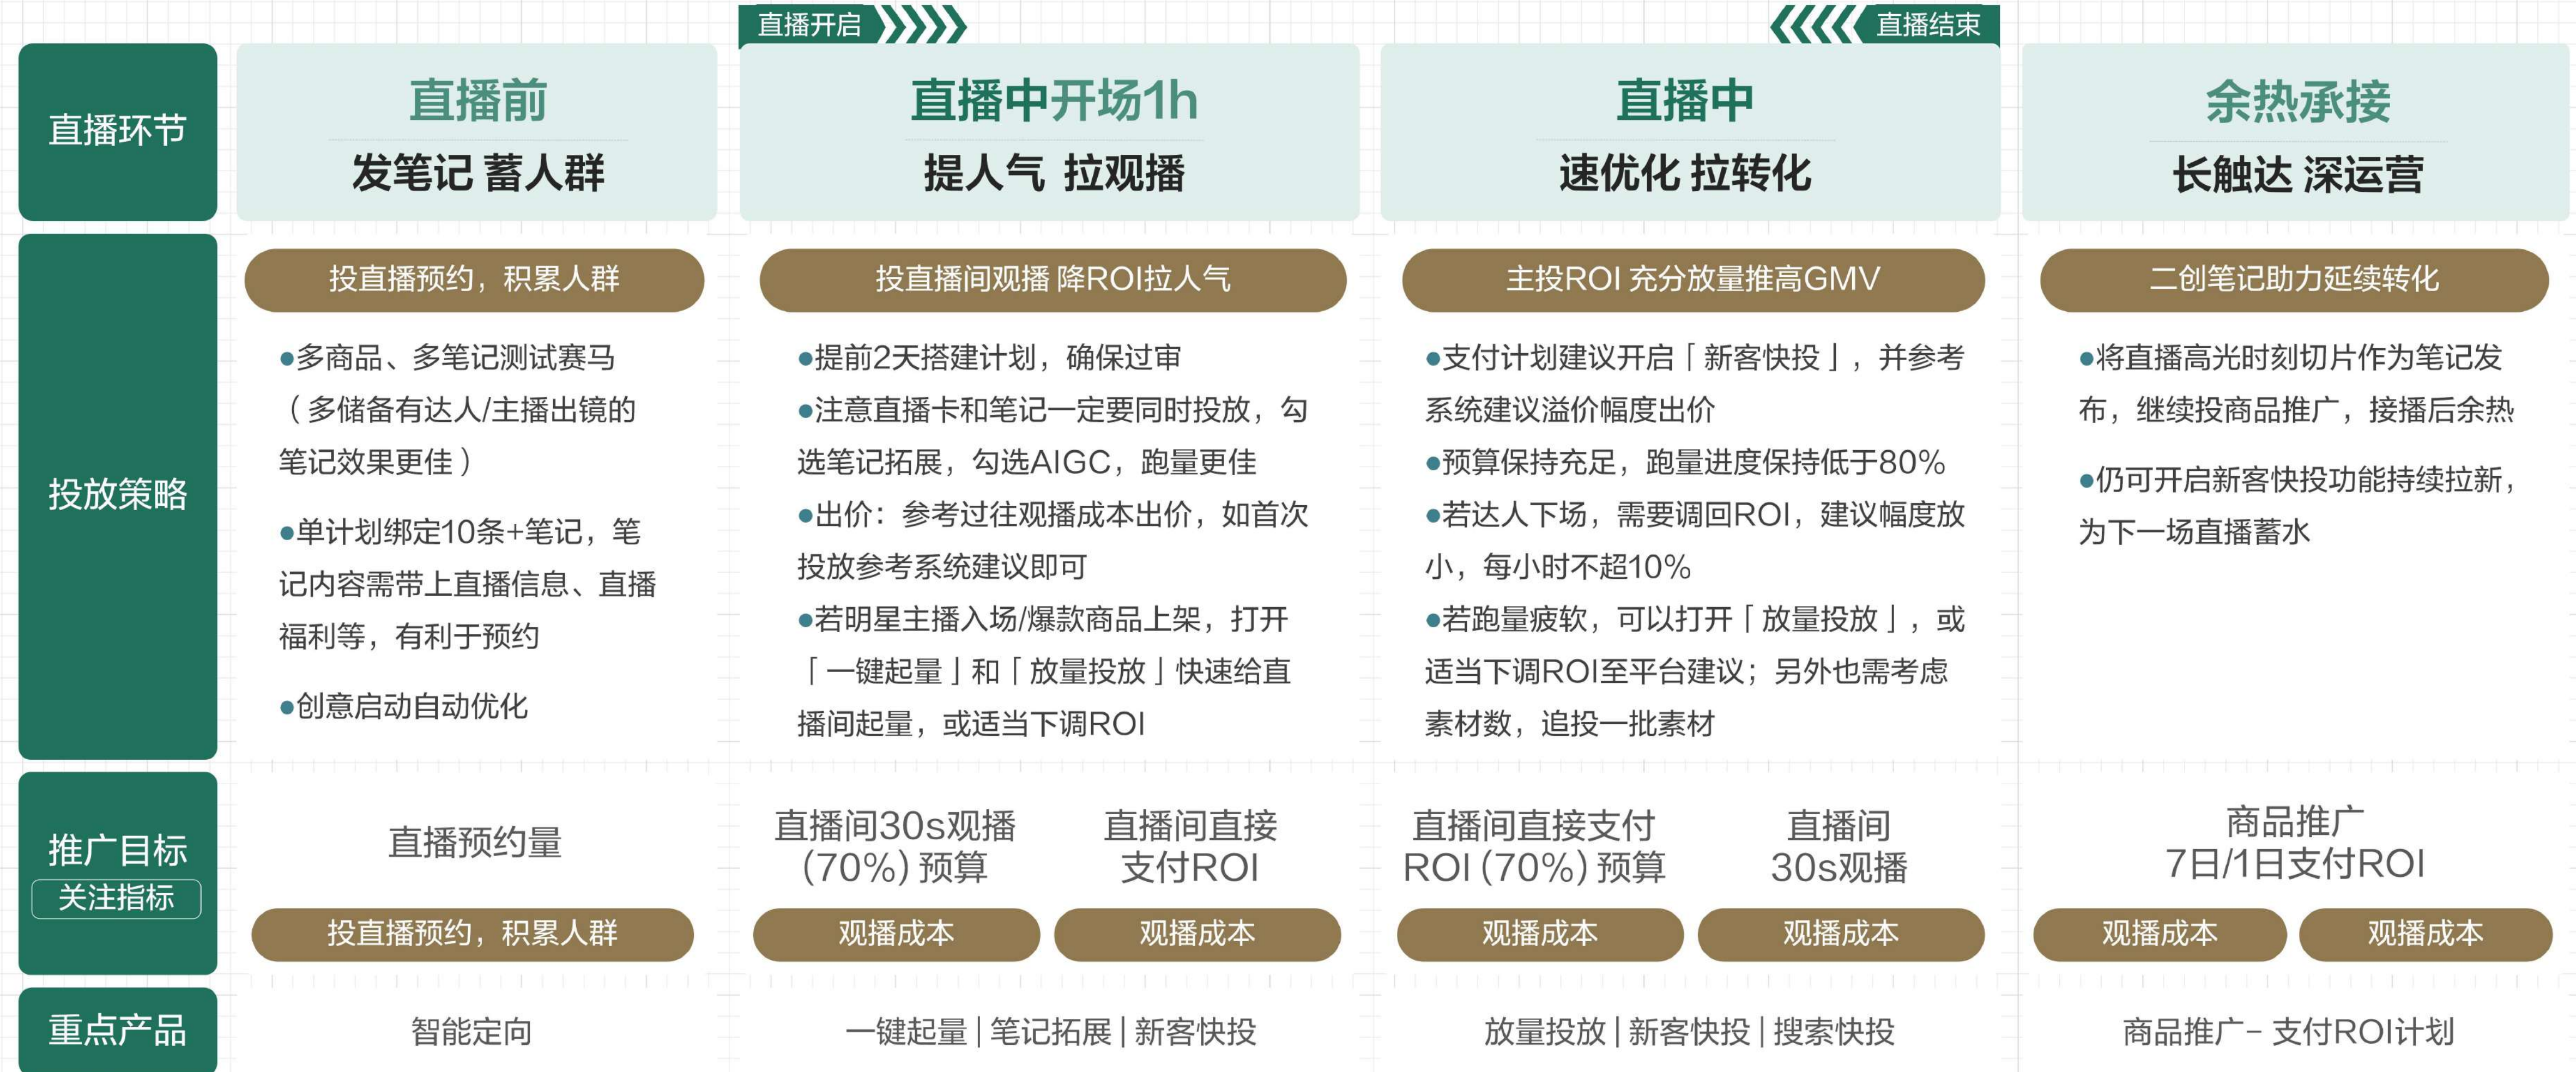 直播开启
直播结束
直播环节
直播前
发笔记 蓄人群
直播中开场1h
提人气 拉观播
直播中
速优化 拉转化
余热承接
长触达 深运营
投放策略
投直播预约，积累人群
●多商品、多笔记测试赛马
（多储备有达人/主播出镜的
笔记效果更佳）
●单计划绑定10条+笔记，笔
记内容需带上直播信息、直播
福利等，有利于预约
●创意启动自动优化
投直播间观播 降ROI拉人气
●提前2天搭建计划，确保过审
●注意直播卡和笔记一定要同时投放，勾
选笔记拓展，勾选AIGC，跑量更佳
●出价：参考过往观播成本出价，如首次
投放参考系统建议即可
●若明星主播入场/爆款商品上架，打开
「一键起量」和「放量投放」快速给直
播间起量，或适当下调ROI
主投ROI 充分放量推高GMV
●支付计划建议开启「新客快投」，并参考
系统建议溢价幅度出价
●预算保持充足，跑量进度保持低于80%
●若达人下场，需要调回ROI，建议幅度放
小，每小时不超10%
●若跑量疲软，可以打开「放量投放」，或
适当下调ROI至平台建议；另外也需考虑
素材数，追投一批素材
二创笔记助力延续转化
●将直播高光时刻切片作为笔记发
布，继续投商品推广，接播后余热
●仍可开启新客快投功能持续拉新，
为下一场直播蓄水
推广目标
关注指标
直播预约量
投直播预约，积累人群
直播间30s观播
(70%) 预算
观播成本
直播间直接
支付ROI
观播成本
直播间直接支付
ROI (70%) 预算
观播成本
直播间
30s观播
观播成本
商品推广
7日/1日支付ROI
观播成本
观播成本
重点产品
智能定向
一键起量|笔记拓展|新客快投
放量投放|新客快投|搜索快投
商品推广- 支付ROI计划